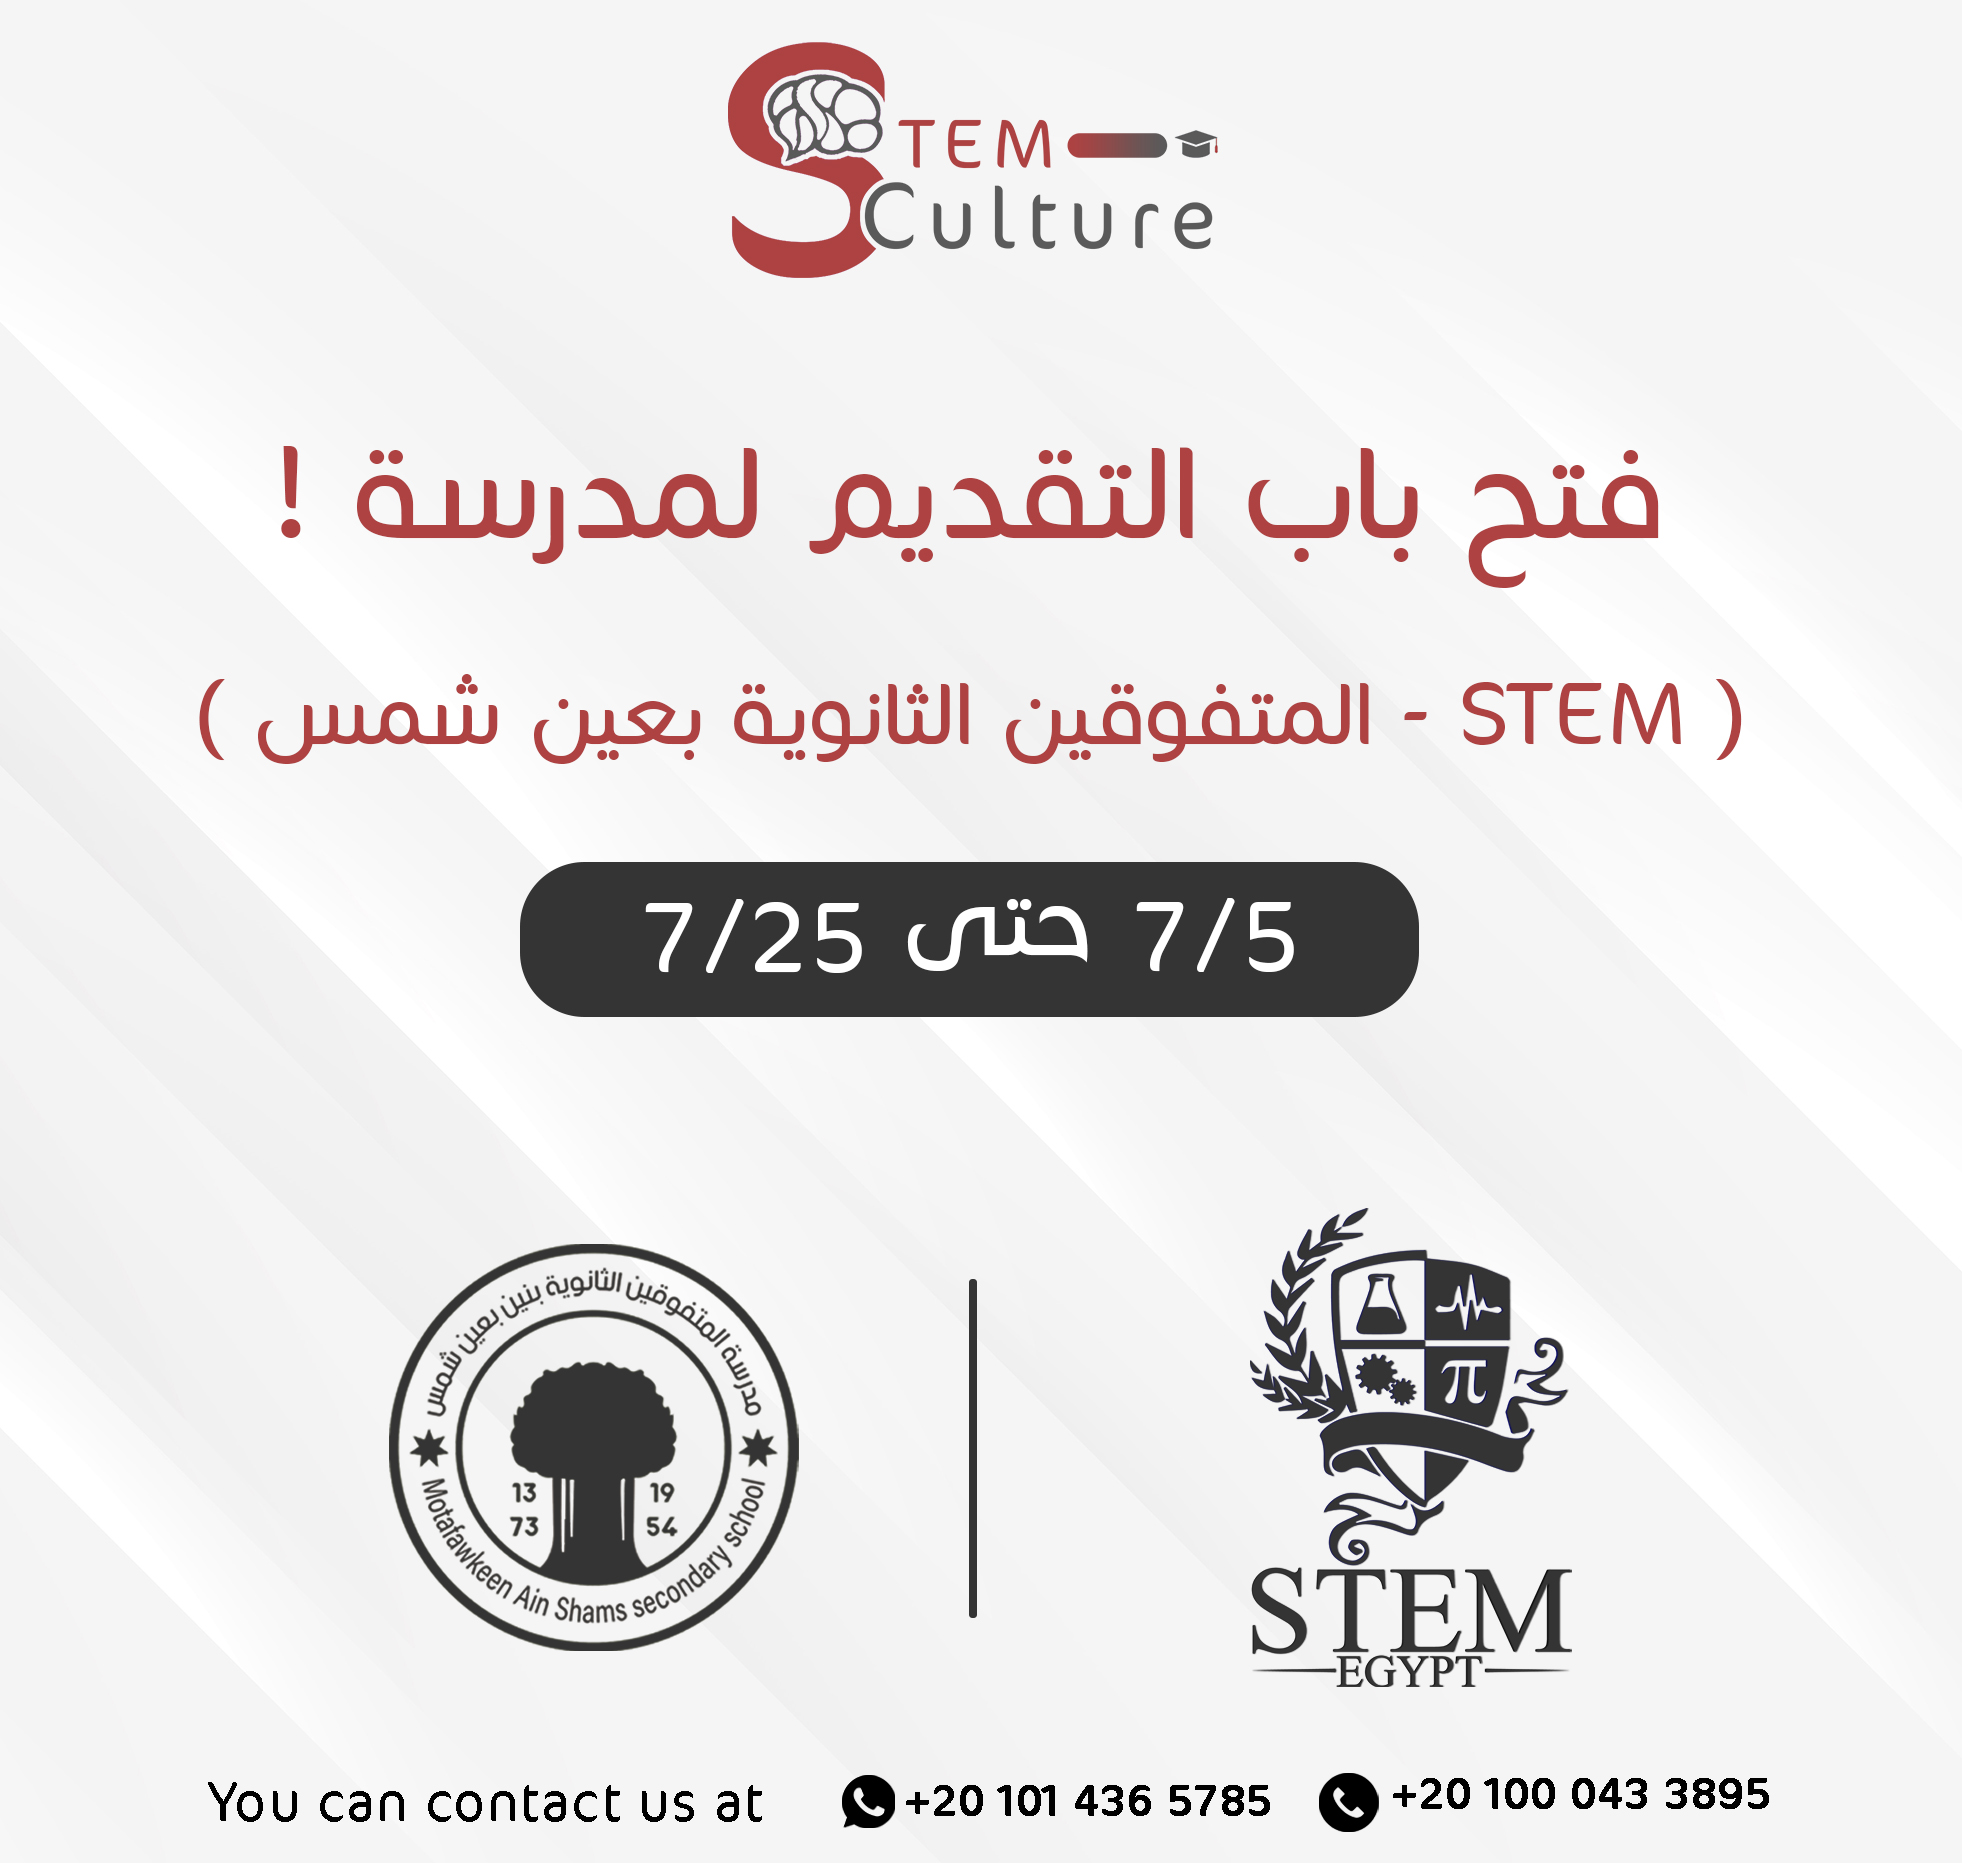 STEM
Culture
فتح باب التقديم لمدرسة !
( STEM - المتفوقين الثانوية بعين شمس )
7/5 حتى 7/25
مدرسة المتفوقين الثانوية بنين بعين شمس
13 19
73 54
Motafawkeen Ain Shams secondary school
π
STEM
EGYPT
You can contact us at +20 101 436 5785 +20 100 043 3895